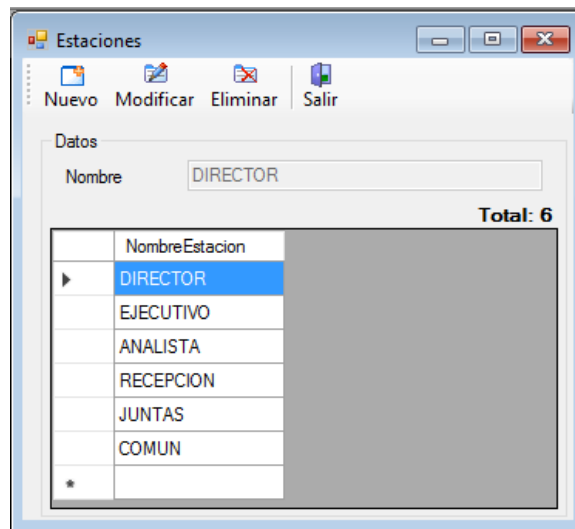 Estaciones
Nuevo Modificar Eliminar Salir
Datos
Nombre DIRECTOR
Total: 6
NombreEstacion
DIRECTOR
EJECUTIVO
ANALISTA
RECEPCION
JUNTAS
COMUN